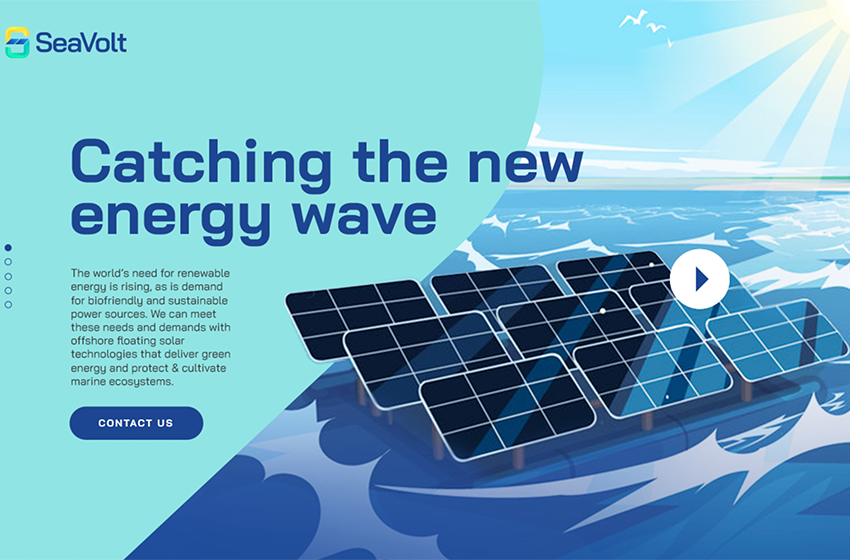 SeaVolt
Catching the new
energy wave
The world's need for renewable
energy is rising, as is demand
for biofriendly and sustainable
power sources. We can meet
these needs and demands with
offshore floating solar
technologies that deliver green
energy and protect & cultivate
marine ecosystems.
CONTACT US